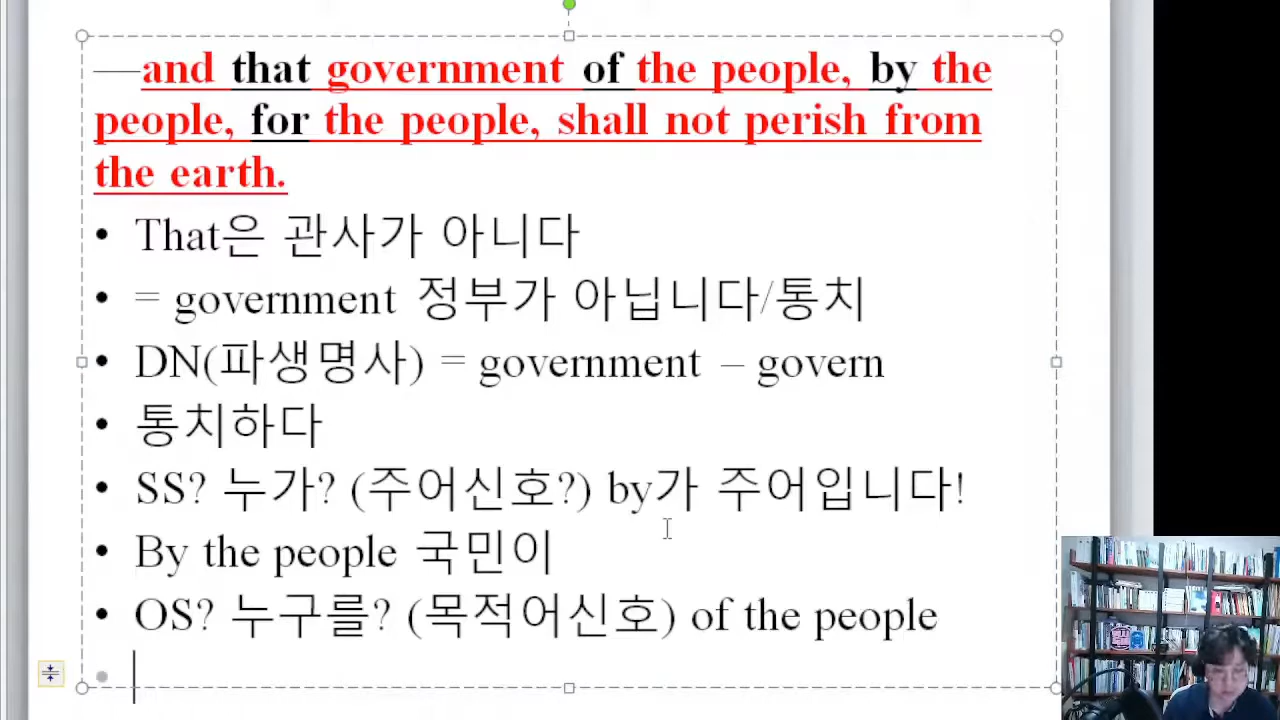 —and that government of the people, by the
people, for the people, shall not perish from
the earth.
• That은 관사가 아니다
• = government 정부가 아닙니다/통치
• DN(파생명사) = government – govern
• 통치하다
• SS? 누가? (주어신호?) by가 주어입니다!
• By the people 국민이
• OS? 누구를? (목적어신호) of the people